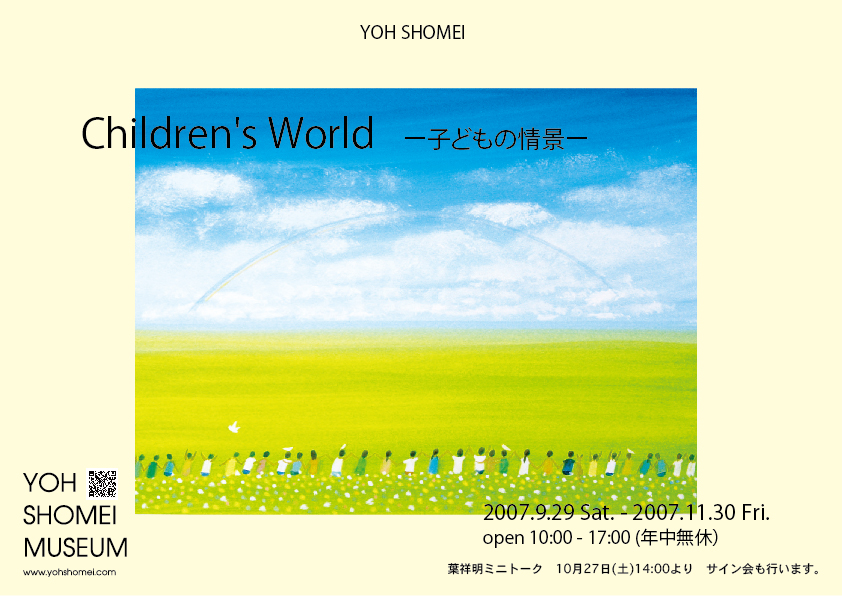 YOH SHOMEI
Children's World ー子どもの情景ー
YOH
SHOMEI
MUSEUM
www.yohshomei.com
2007.9.29 Sat. - 2007.11.30 Fri.
open 10:00 - 17:00 (年中無休)
葉祥明ミニトーク　10月27日(土)14:00より　サイン会も行います。